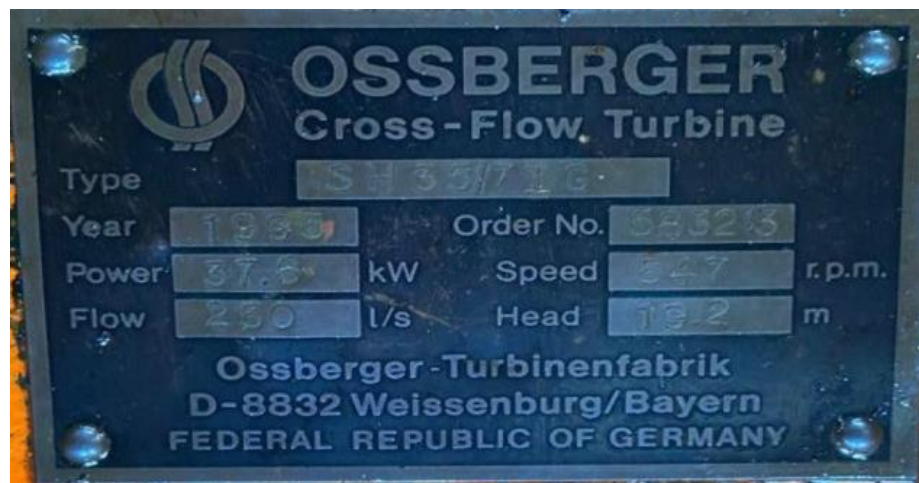 OSSBERGER
Cross-Flow Turbine
Type
Year Order No.
Power 37.6 kW Speed 547 r.p.m.
Flow 250 l/s Head 19.2 m
Ossberger-Turbinenfabrik
D-8832 Weissenburg/Bayern
FEDERAL REPUBLIC OF GERMANY